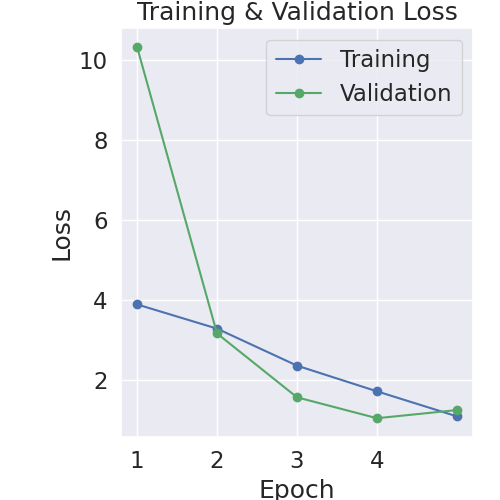 Training & Validation Loss
Training
Validation
Loss
10
8
6
4
2
1 2 3 4
Epoch